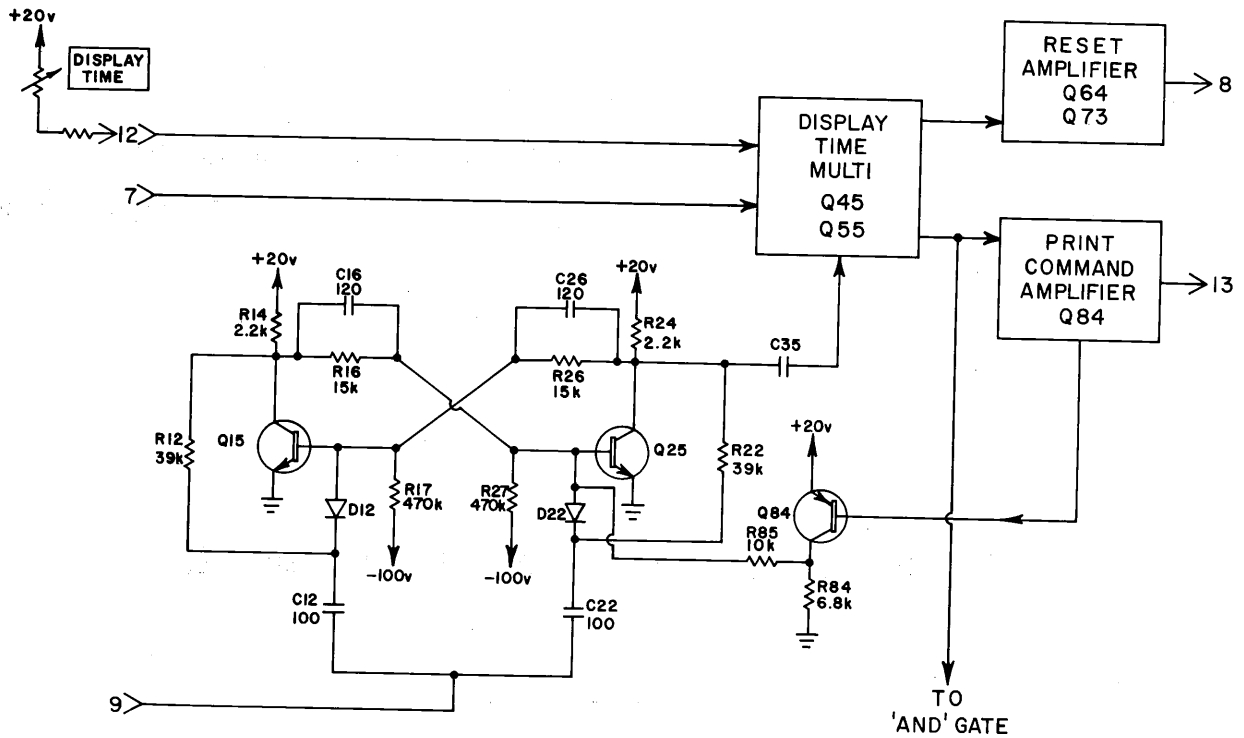 +20v
DISPLAY
TIME
12
7
DISPLAY
TIME
MULTI
Q45
Q55
RESET
AMPLIFIER
Q64
Q73
8
PRINT
COMMAND
AMPLIFIER
Q84
13
+20v
C16
120
R14
2.2k
R16
15k
C26
120
+20v
R24
2.2k
R26
15k
C35
R12
39k
Q15
Q25
R22
39k
+20v
D12
R17
470k
R27
470k
D22
Q84
R85
10k
-100v
-100v
R84
6.8k
C12
100
C22
100
9
TO
'AND' GATE